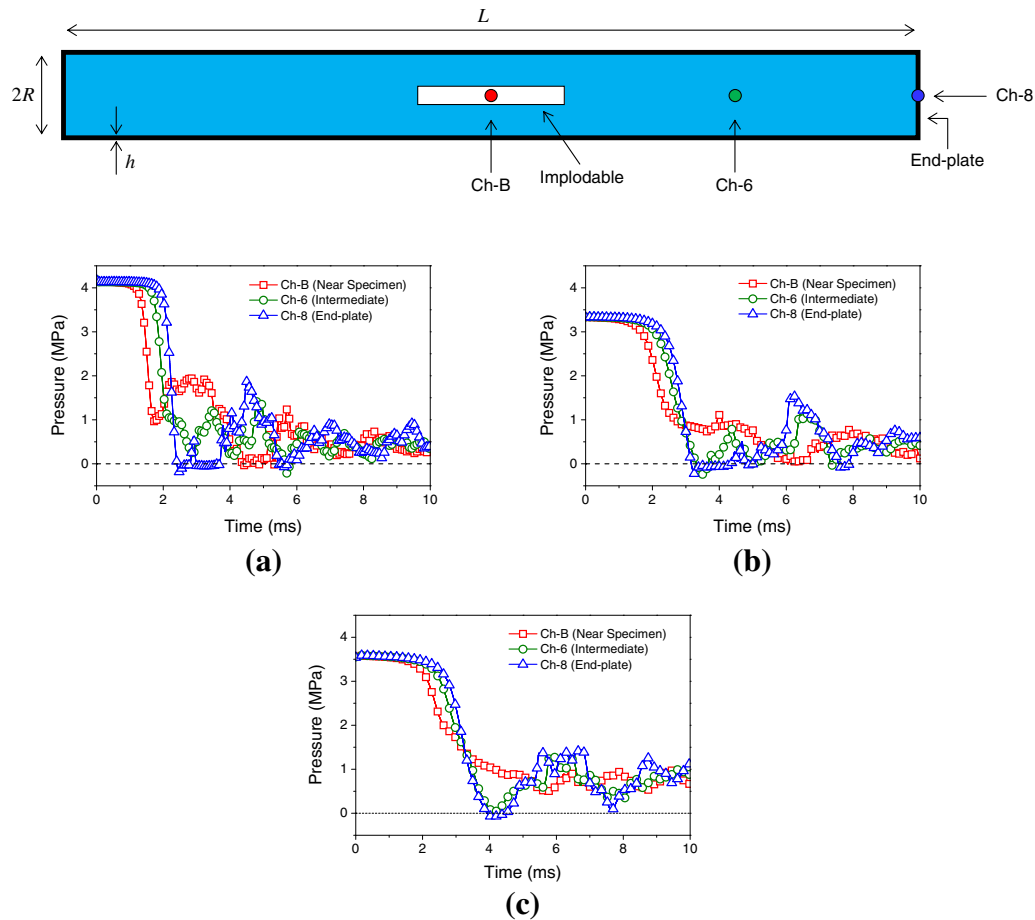 L
2R
h
Ch-B
Implodable
Ch-6
Ch-8
End-plate
Ch-B (Near Specimen)
Ch-6 (Intermediate)
Ch-8 (End-plate)
Pressure (MPa)
4
3
2
1
0
0 2 4 6 8 10
Time (ms)
(a)
Ch-B (Near Specimen)
Ch-6 (Intermediate)
Ch-8 (End-plate)
Pressure (MPa)
4
3
2
1
0
0 2 4 6 8 10
Time (ms)
(b)
Ch-B (Near Specimen)
Ch-6 (Intermediate)
Ch-8 (End-plate)
Pressure (MPa)
4
3
2
1
0
0 2 4 6 8 10
Time (ms)
(c)